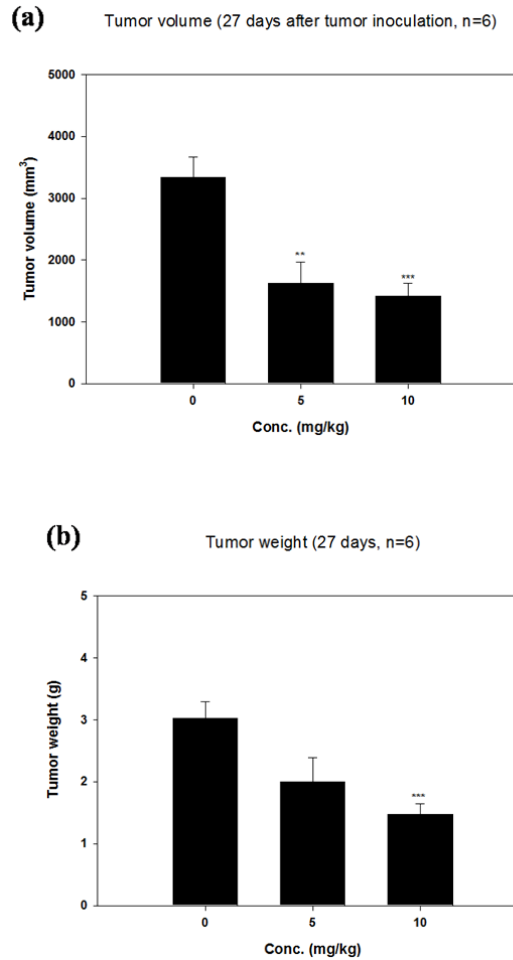 (a)
Tumor volume (27 days after tumor inoculation, n=6)
5000
4000
3000
2000
1000
0
Tumor volume (mm³)
**
***
0 5 10
Conc. (mg/kg)
(b)
Tumor weight (27 days, n=6)
5
4
3
2
1
0
Tumor weight (g)
***
0 5 10
Conc. (mg/kg)